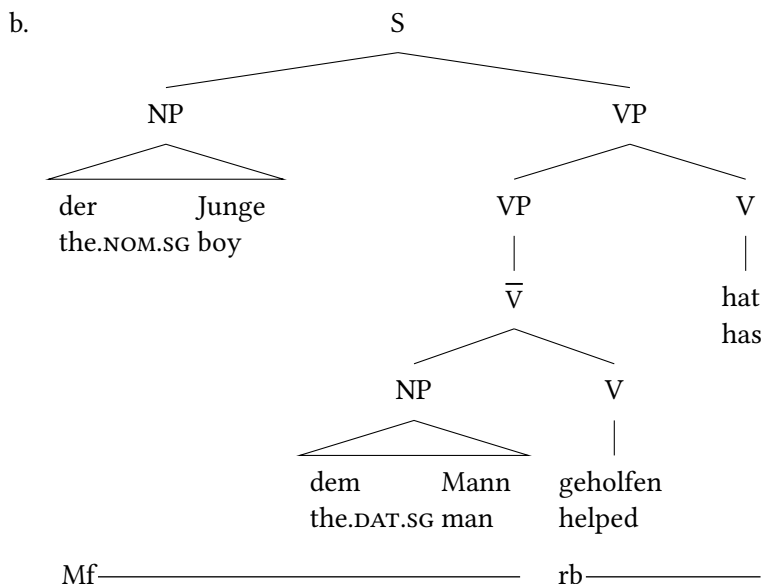 b. S
NP VP
der Junge VP V
the.NOM.SG boy
V̅ hat
has
NP V
dem Mann geholfen
the.DAT.SG man helped
Mf rb